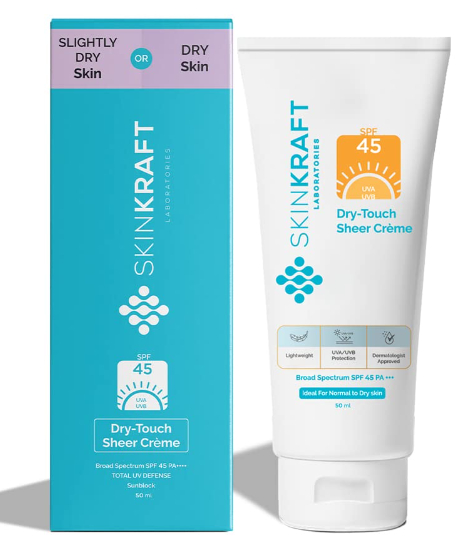 SLIGHTLY
DRY
Skin
OR
DRY
Skin
SKINKRAFT
LABORATORIES
SPF
45
UVA
UVB
Dry-Touch
Sheer Crème
Broad Spectrum SPF 45 PA++++
TOTAL UV DEFENSE
Sunblock
50 ml
SKINKRAFT
LABORATORIES
SPF
45
UVA
UVB
Dry-Touch
Sheer Crème
Lightweight
UVA/UVB
Protection
Dermatologist
Approved
Broad Spectrum SPF 45 PA +++
Ideal For Normal to Dry skin
50 ml